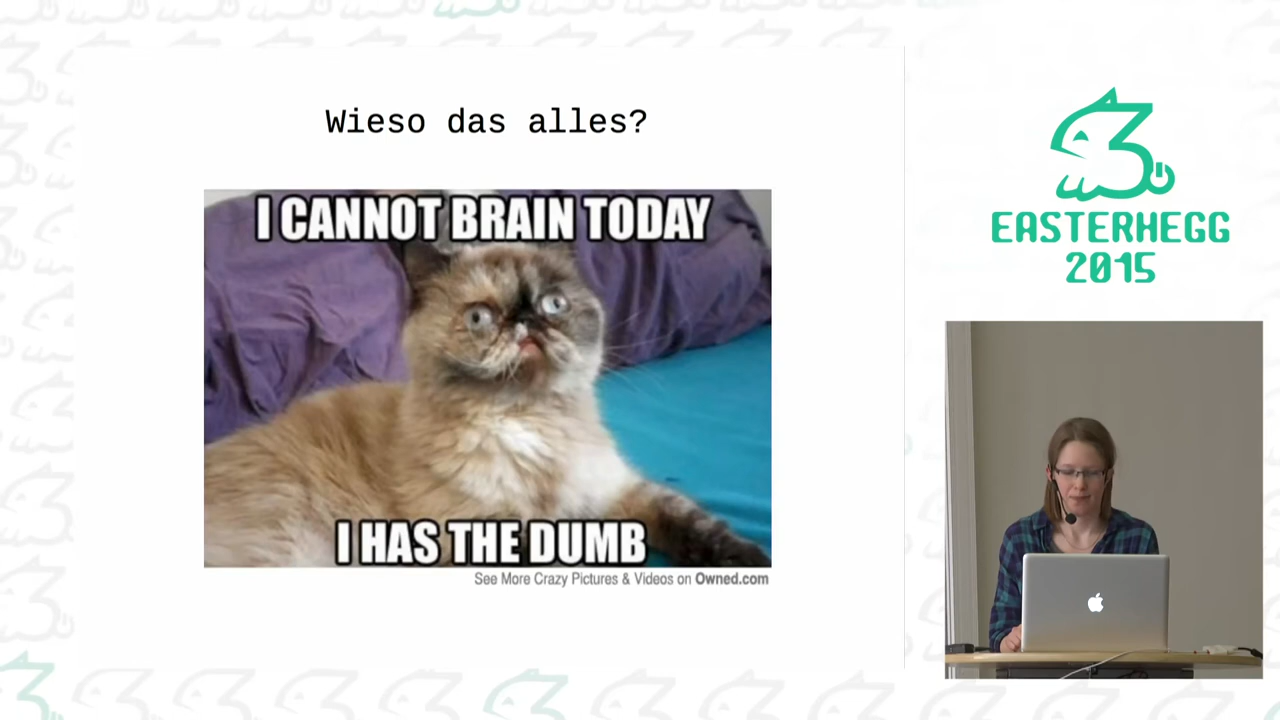 Wieso das alles?
I CANNOT BRAIN TODAY
I HAS THE DUMB
See More Crazy Pictures & Videos on Owned.com
EASTERHEGG
2015